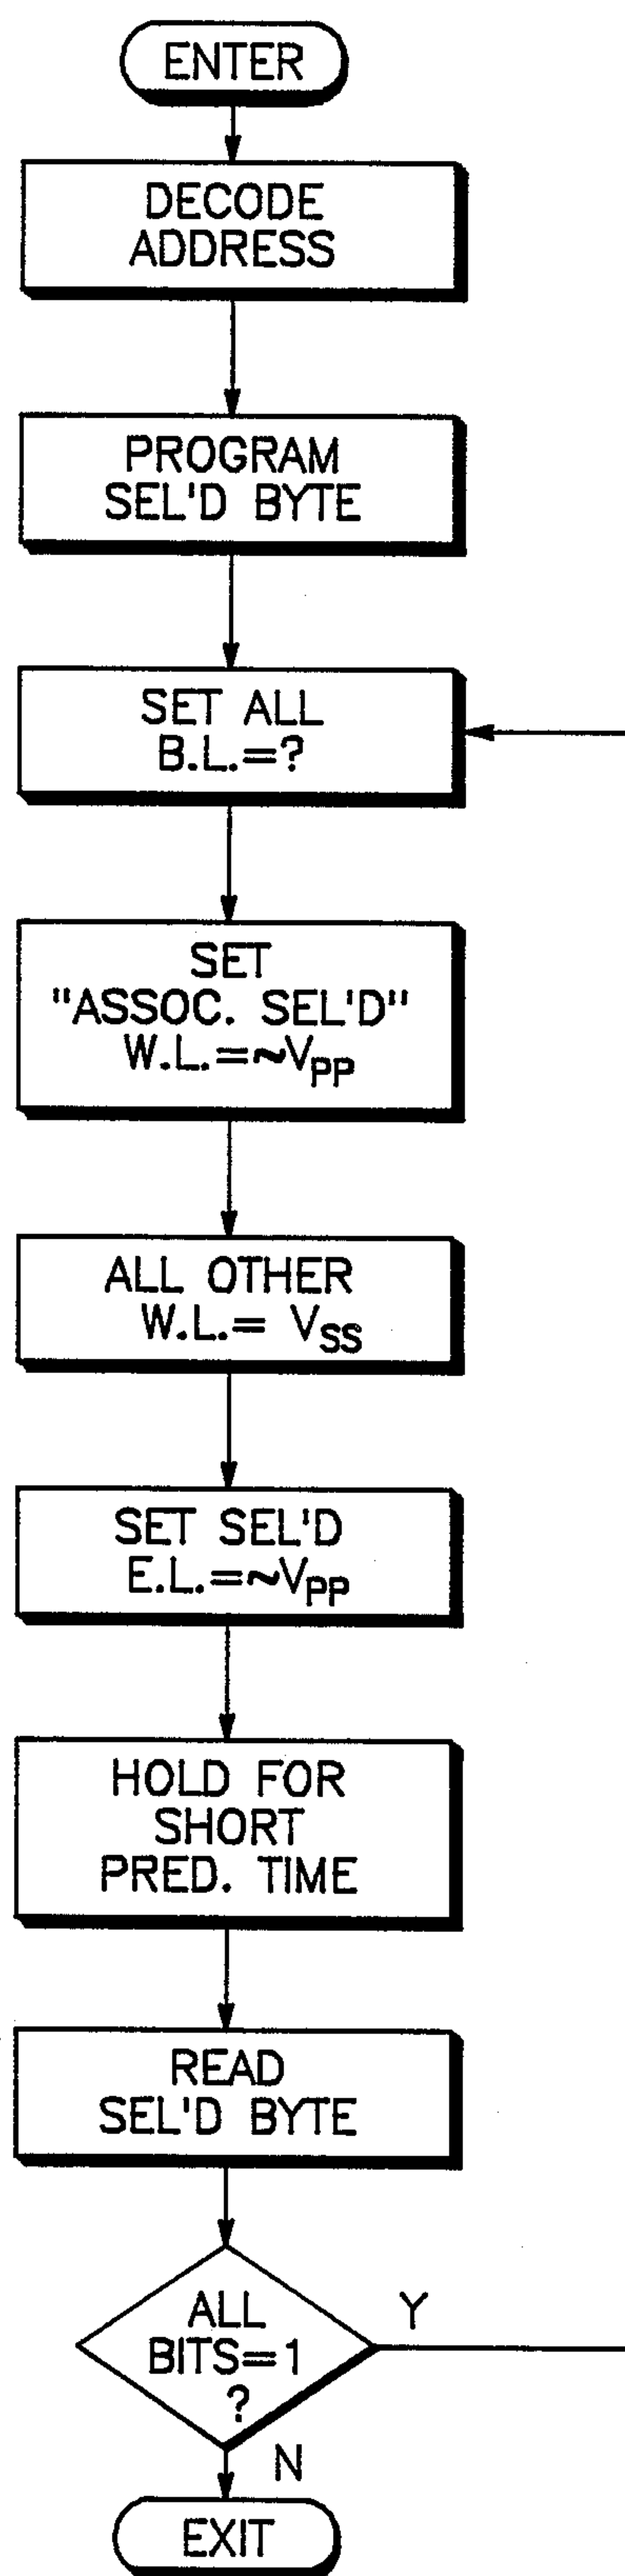 ENTER
DECODE
ADDRESS
PROGRAM
SEL'D BYTE
SET ALL
B.L.=?
SET
"ASSOC. SEL'D"
W.L.=~VPP
ALL OTHER
W.L.= VSS
SET SEL'D
E.L.=~VPP
HOLD FOR
SHORT
PRED. TIME
READ
SEL'D BYTE
ALL
BITS=1
?
Y
N
EXIT